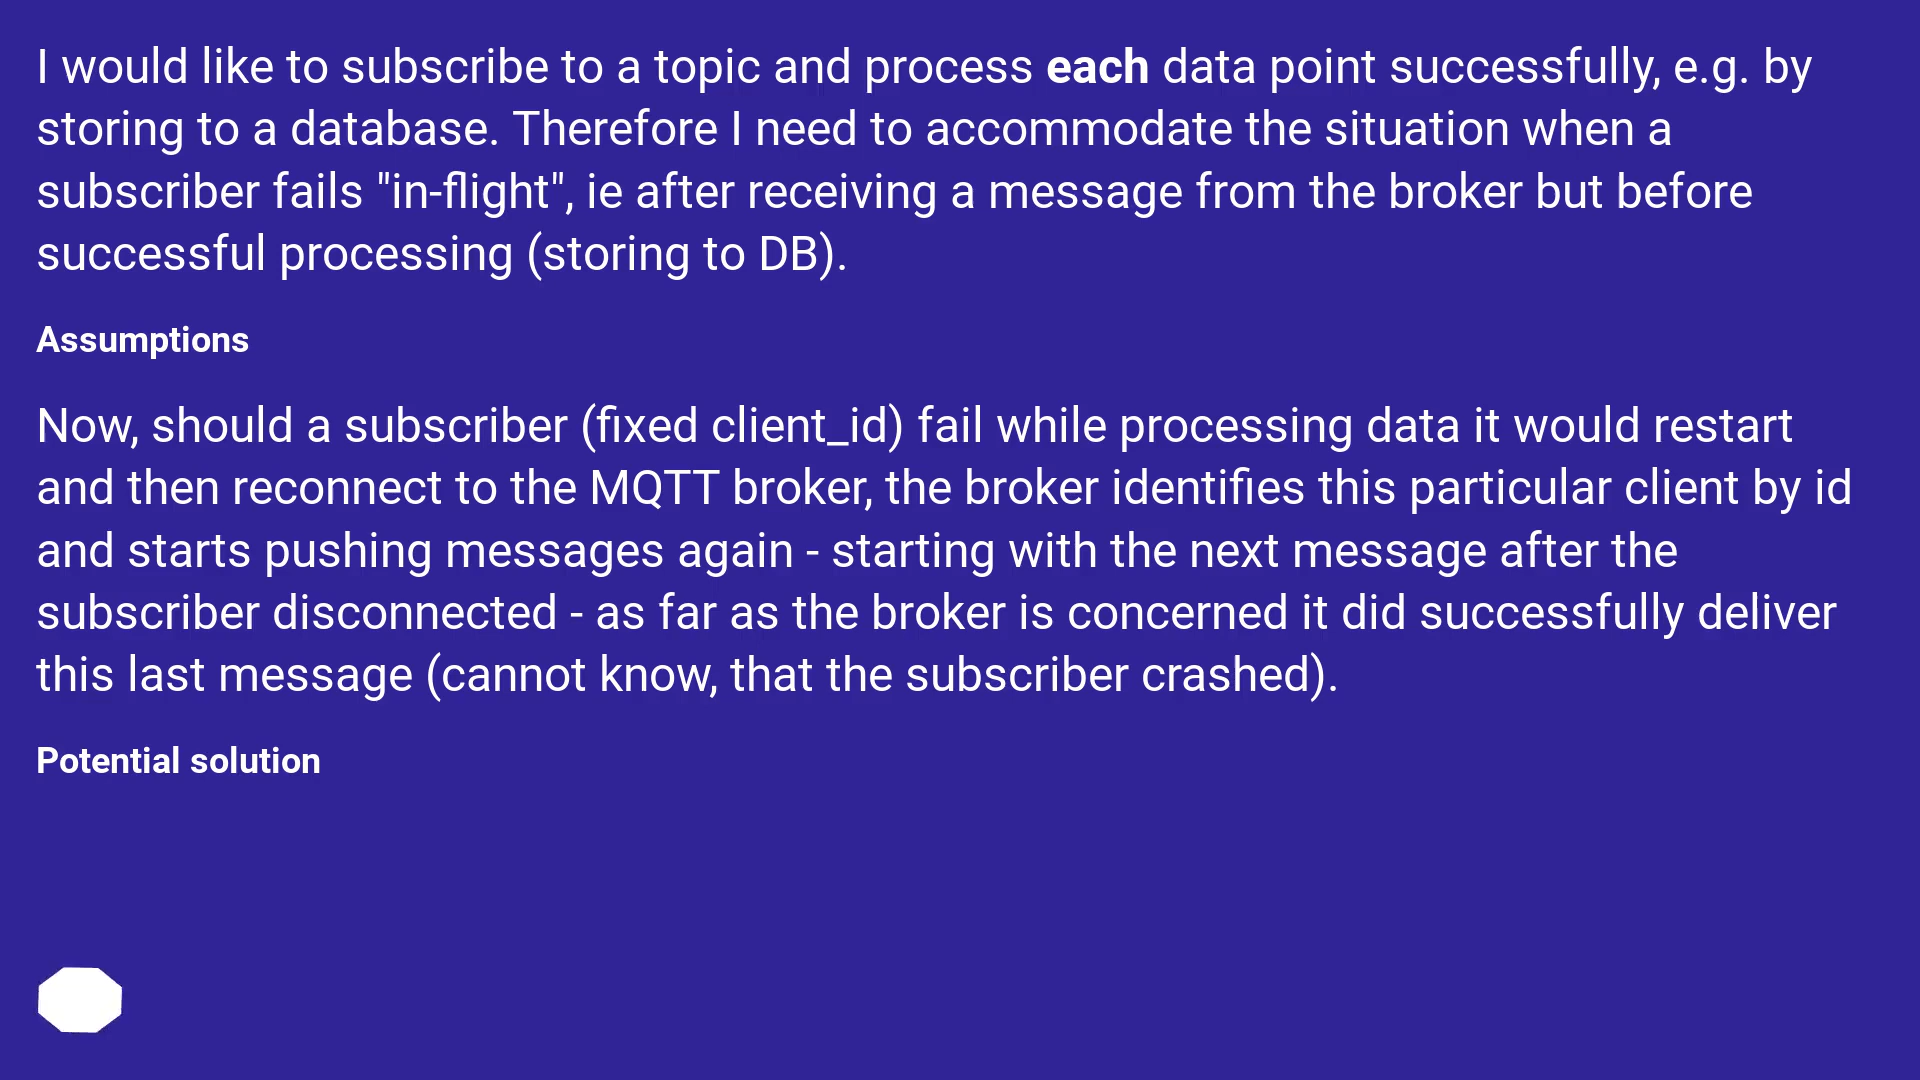 I would like to subscribe to a topic and process each data point successfully, e.g. by
storing to a database. Therefore I need to accommodate the situation when a
subscriber fails "in-flight", ie after receiving a message from the broker but before
successful processing (storing to DB).
Assumptions
Now, should a subscriber (fixed client_id) fail while processing data it would restart
and then reconnect to the MQTT broker, the broker identifies this particular client by id
and starts pushing messages again - starting with the next message after the
subscriber disconnected - as far as the broker is concerned it did successfully deliver
this last message (cannot know, that the subscriber crashed).
Potential solution